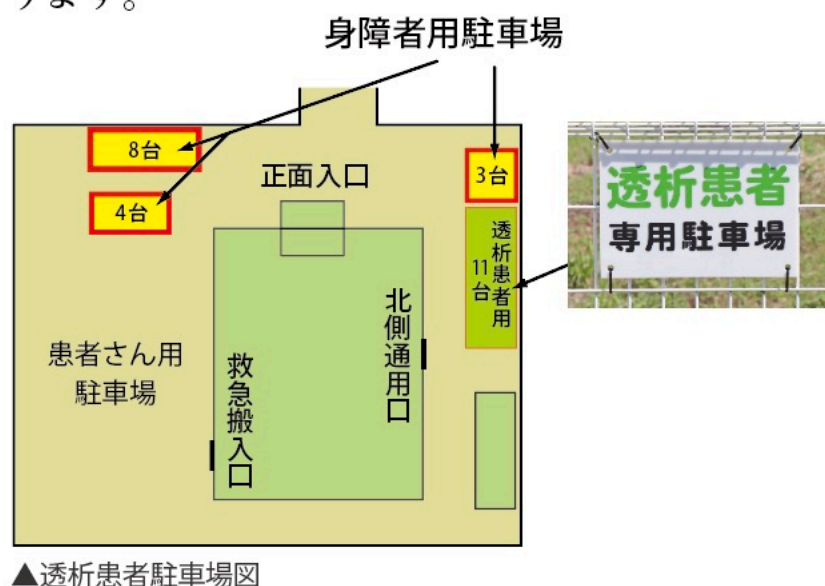 ります。
身障者用駐車場
8台
4台
3台
正面入口
透析患者用
11台
透析患者
専用駐車場
北側通用口
患者さん用
駐車場
救急搬入口
▲透析患者駐車場図